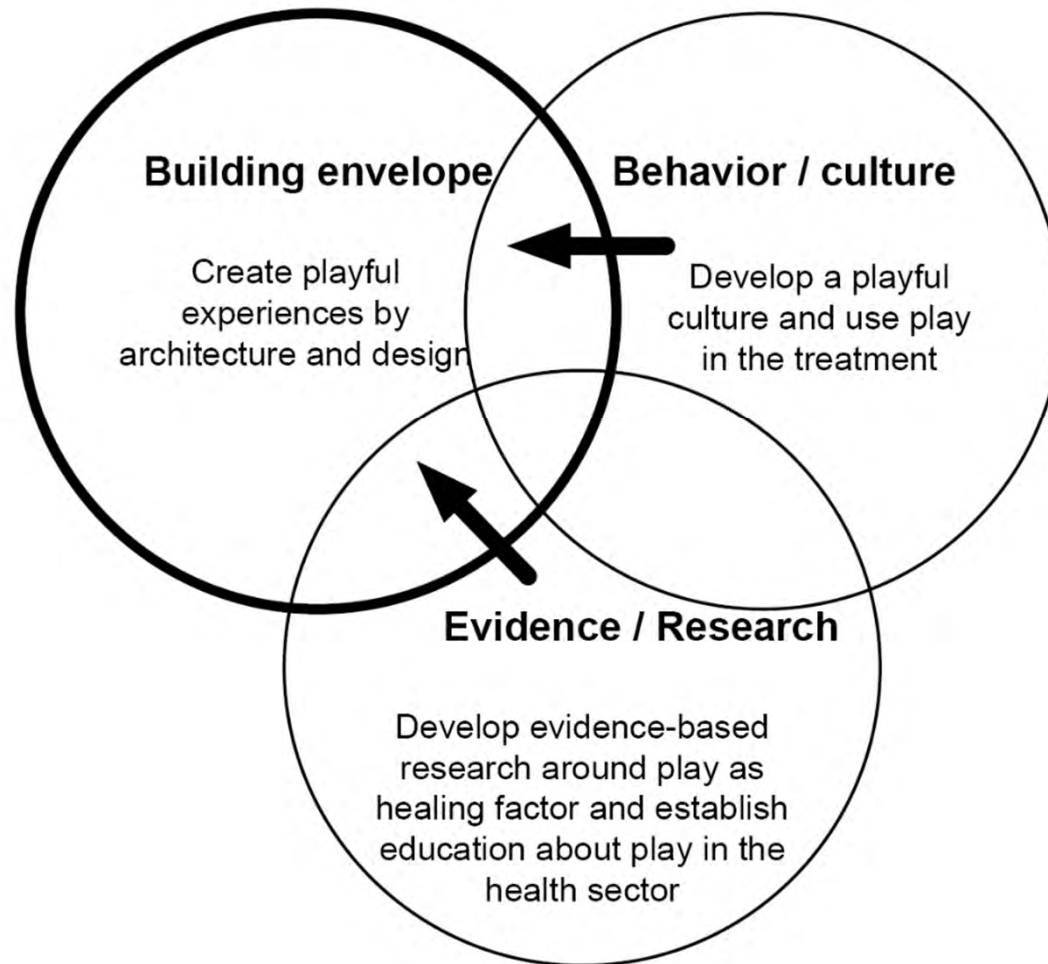 Building envelope
Create playful
experiences by
architecture and design
Behavior / culture
Develop a playful
culture and use play
in the treatment
Evidence / Research
Develop evidence-based
research around play as
healing factor and establish
education about play in the
health sector